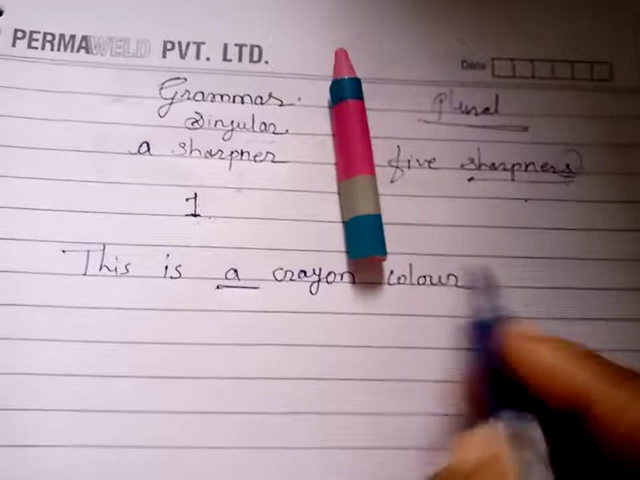 PERMAWELD PVT. LTD.
Date
Grammar.
Plural
Singular.
a sharpner five sharpners
1
This is a crayon colour